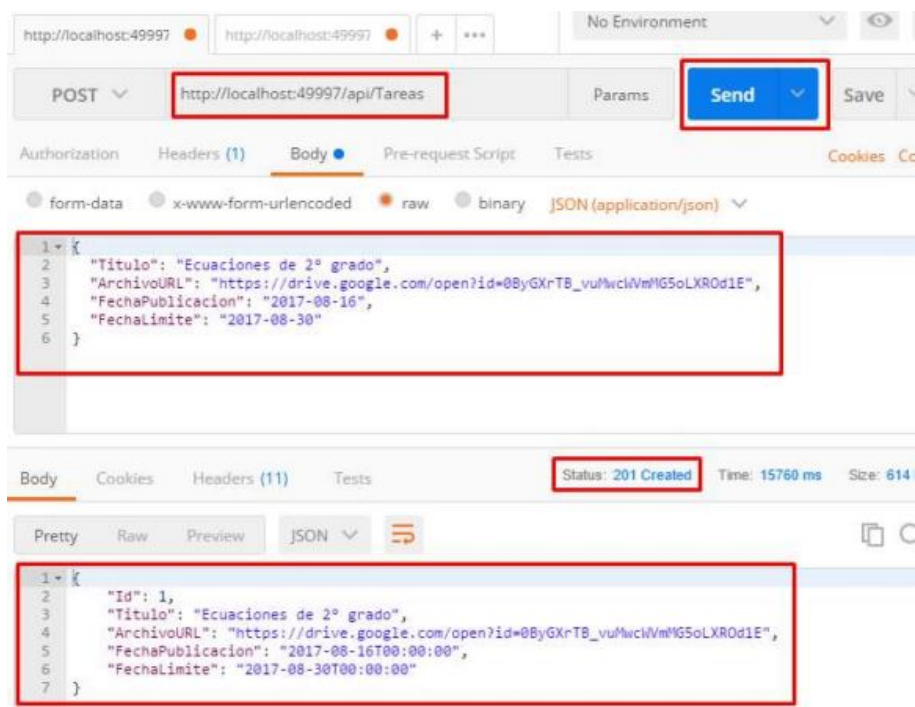 No Environment
http://localhost:49997 http://localhost:49997 + •••
POST http://localhost:49997/api/Tareas Params Send Save
Authorization Headers (1) Body Pre-request Script Tests Cookies Co
form-data x-www-form-urlencoded raw binary JSON (application/json)
1 {
2 "Titulo": "Ecuaciones de 2º grado",
3 "ArchivoURL": "https://drive.google.com/open?id=0ByGXrTB_vuMwcWVmMG5oLXROd1E",
4 "FechaPublicacion": "2017-08-16",
5 "FechaLimite": "2017-08-30"
6 }
Body Cookies Headers (11) Tests Status: 201 Created Time: 15760 ms Size: 614
Pretty Raw Preview JSON
1 {
2 "Id": 1,
3 "Titulo": "Ecuaciones de 2º grado",
4 "ArchivoURL": "https://drive.google.com/open?id=0ByGXrTB_vuMwcWVmMG5oLXROd1E",
5 "FechaPublicacion": "2017-08-16T00:00:00",
6 "FechaLimite": "2017-08-30T00:00:00"
7 }